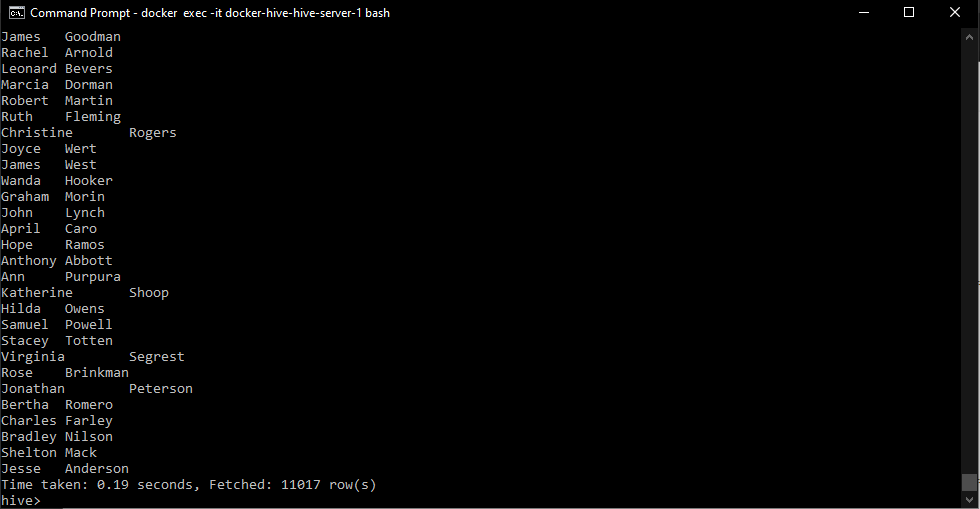 Command Prompt - docker exec -it docker-hive-hive-server-1 bash
James Goodman
Rachel Arnold
Leonard Bevers
Marcia Dorman
Robert Martin
Ruth Fleming
Christine Rogers
Joyce Wert
James West
Wanda Hooker
Graham Morin
John Lynch
April Caro
Hope Ramos
Anthony Abbott
Ann Purpura
Katherine Shoop
Hilda Owens
Samuel Powell
Stacey Totten
Virginia Segrest
Rose Brinkman
Jonathan Peterson
Bertha Romero
Charles Farley
Bradley Nilson
Shelton Mack
Jesse Anderson
Time taken: 0.19 seconds, Fetched: 11017 row(s)
hive>